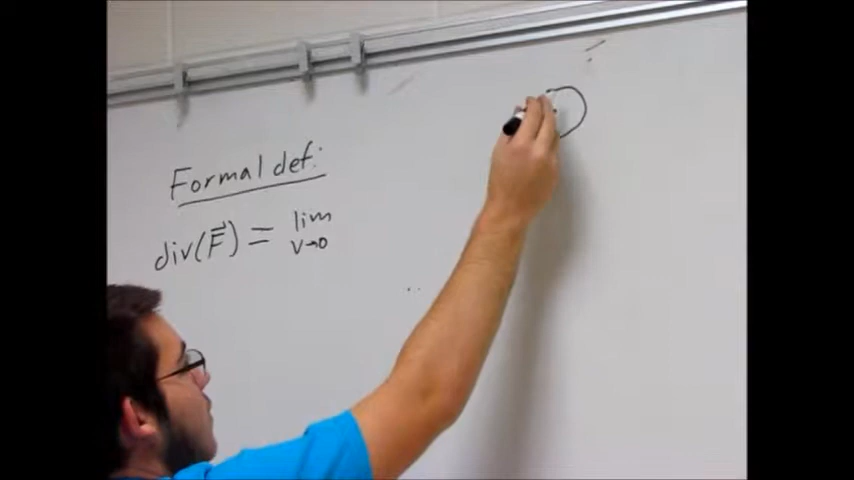 Formal def:
div(F⃗) = lim
V→0